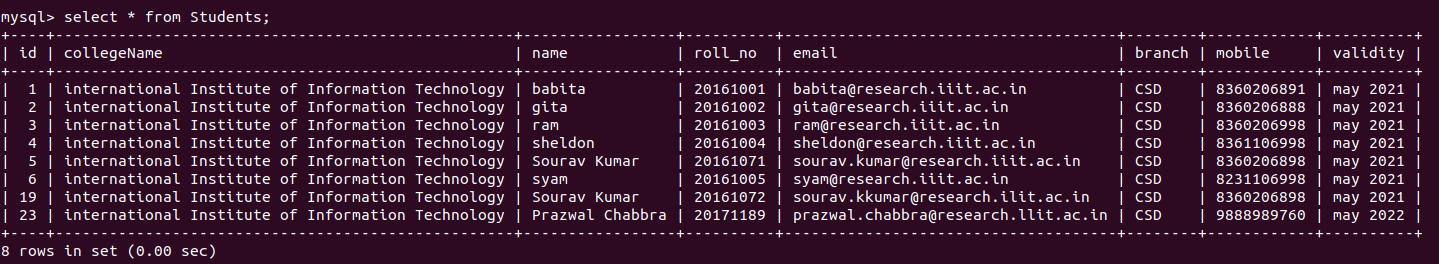 mysql> select * from Students;
+----+--------------------------------------------------+----------------+----------+-----------------------------------+--------+------------+----------+
| id | collegeName | name | roll_no | email | branch | mobile | validity |
+----+--------------------------------------------------+----------------+----------+-----------------------------------+--------+------------+----------+
| 1 | international Institute of Information Technology | babita | 20161001 | babita@research.iiit.ac.in | CSD | 8360206891 | may 2021 |
| 2 | international Institute of Information Technology | gita | 20161002 | gita@research.iiit.ac.in | CSD | 8360206888 | may 2021 |
| 3 | international Institute of Information Technology | ram | 20161003 | ram@research.iiit.ac.in | CSD | 8360206998 | may 2021 |
| 4 | international Institute of Information Technology | sheldon | 20161004 | sheldon@research.iiit.ac.in | CSD | 8361106998 | may 2021 |
| 5 | international Institute of Information Technology | Sourav Kumar | 20161071 | sourav.kumar@research.iiit.ac.in | CSD | 8360206898 | may 2021 |
| 6 | international Institute of Information Technology | syam | 20161005 | syam@research.iiit.ac.in | CSD | 8231106998 | may 2021 |
| 19 | international Institute of Information Technology | Sourav Kumar | 20161072 | sourav.kkumar@research.ilit.ac.in | CSD | 8360206898 | may 2021 |
| 23 | international Institute of Information Technology | Prazwal Chabbra | 20171189 | prazwal.chabbra@research.llit.ac.in | CSD | 9888989760 | may 2022 |
+----+--------------------------------------------------+----------------+----------+-----------------------------------+--------+------------+----------+
8 rows in set (0.00 sec)